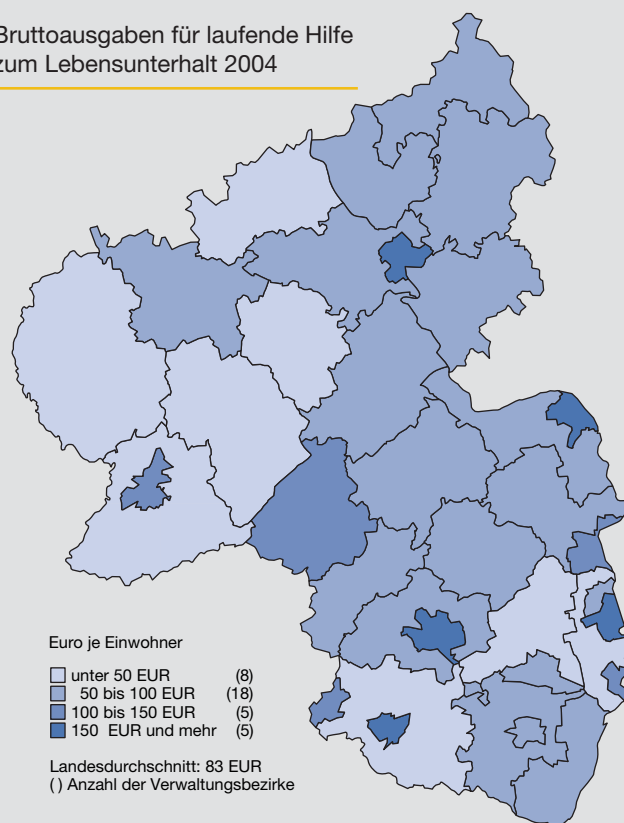 Bruttoausgaben für laufende Hilfe
zum Lebensunterhalt 2004
Euro je Einwohner
unter 50 EUR (8)
50 bis 100 EUR (18)
100 bis 150 EUR (5)
150 EUR und mehr (5)
Landesdurchschnitt: 83 EUR
( ) Anzahl der Verwaltungsbezirke